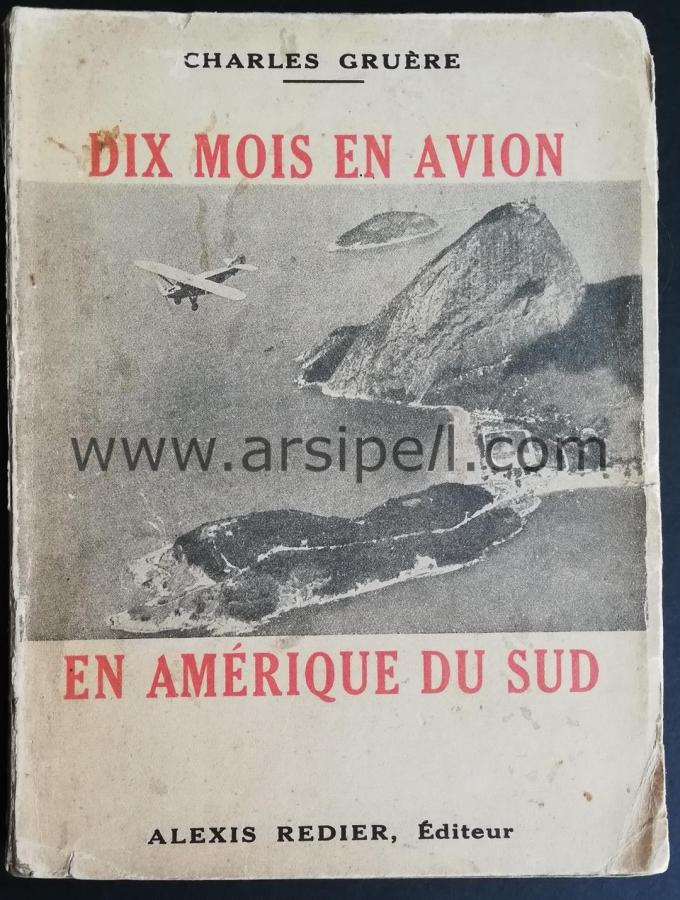 CHARLES GRUÈRE
DIX MOIS EN AVION
www.arsipel.com
EN AMÉRIQUE DU SUD
ALEXIS REDIER, Éditeur